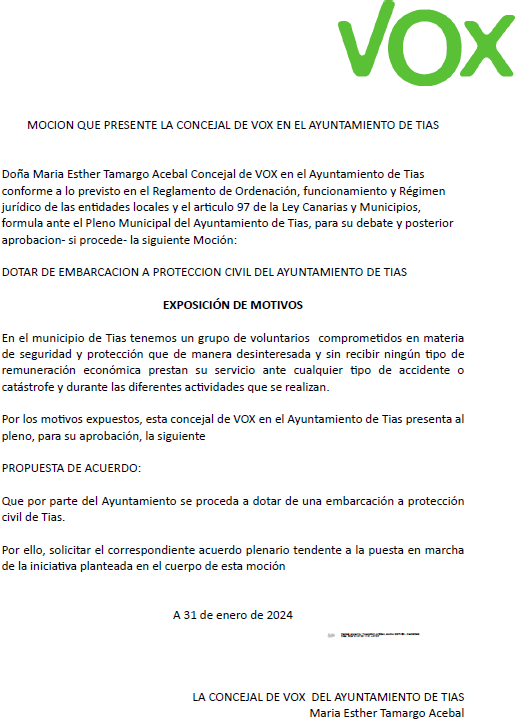 VOX
MOCION QUE PRESENTE LA CONCEJAL DE VOX EN EL AYUNTAMIENTO DE TIAS
Doña Maria Esther Tamargo Acebal Concejal de VOX en el Ayuntamiento de Tias
conforme a lo previsto en el Reglamento de Ordenación, funcionamiento y Régimen
jurídico de las entidades locales y el articulo 97 de la Ley Canarias y Municipios,
formula ante el Pleno Municipal del Ayuntamiento de Tias, para su debate y posterior
aprobacion- si procede- la siguiente Moción:
DOTAR DE EMBARCACION A PROTECCION CIVIL DEL AYUNTAMIENTO DE TIAS
EXPOSICIÓN DE MOTIVOS
En el municipio de Tias tenemos un grupo de voluntarios comprometidos en materia
de seguridad y protección que de manera desinteresada y sin recibir ningún tipo de
remuneración económica prestan su servicio ante cualquier tipo de accidente o
catástrofe y durante las diferentes actividades que se realizan.
Por los motivos expuestos, esta concejal de VOX en el Ayuntamiento de Tias presenta al
pleno, para su aprobación, la siguiente
PROPUESTA DE ACUERDO:
Que por parte del Ayuntamiento se proceda a dotar de una embarcación a protección
civil de Tias.
Por ello, solicitar el correspondiente acuerdo plenario tendente a la puesta en marcha
de la iniciativa planteada en el cuerpo de esta moción
A 31 de enero de 2024
LA CONCEJAL DE VOX DEL AYUNTAMIENTO DE TIAS
Maria Esther Tamargo Acebal